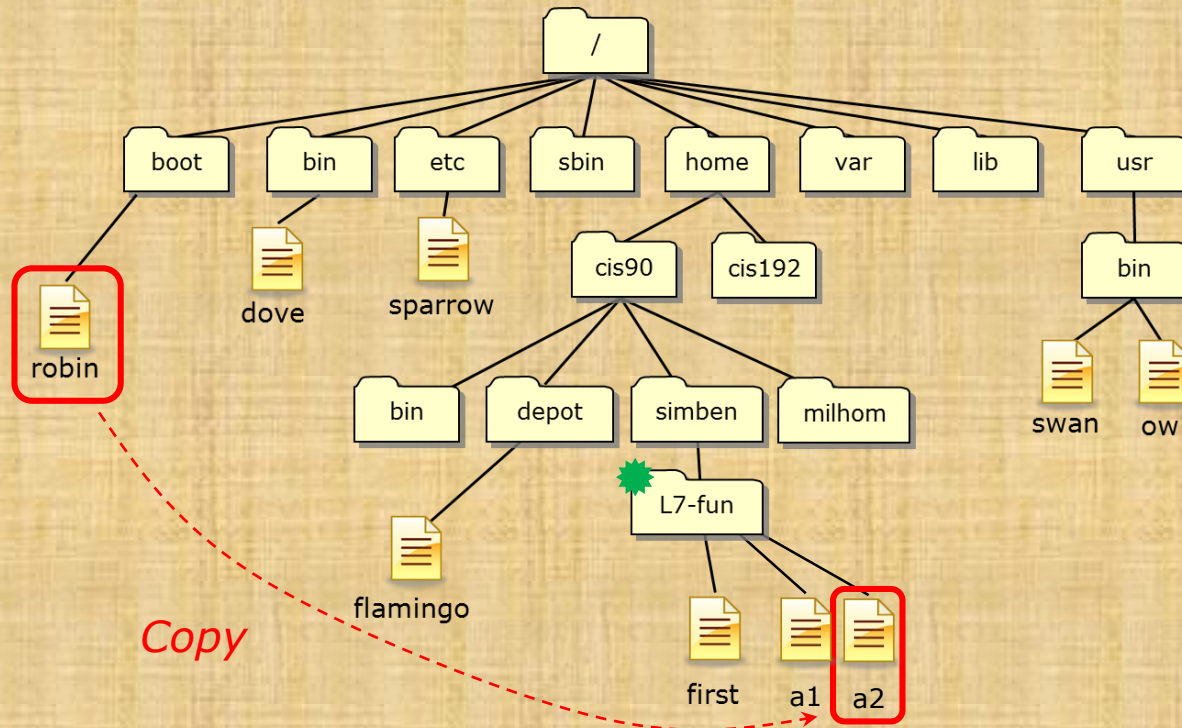 /
boot bin etc sbin home var lib usr
cis90 cis192 bin
robin dove sparrow
bin depot simben milhom swan ow
L7-fun
flamingo
Copy
first a1 a2